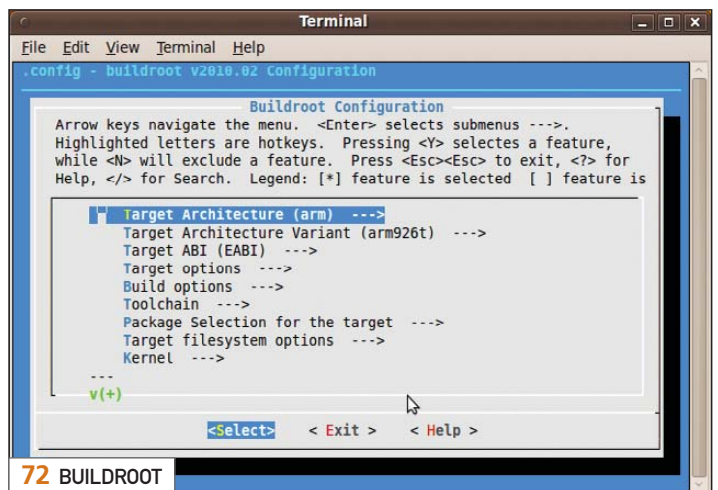 Terminal
File Edit View Terminal Help
.config - buildroot v2010.02 Configuration
Buildroot Configuration
Arrow keys navigate the menu. <Enter> selects submenus --->.
Highlighted letters are hotkeys. Pressing <Y> selectes a feature,
while <N> will exclude a feature. Press <Esc><Esc> to exit, <?> for
Help, </> for Search. Legend: [*] feature is selected [ ] feature is
Target Architecture (arm) --->
Target Architecture Variant (arm926t) --->
Target ABI (EABI) --->
Target options --->
Build options --->
Toolchain --->
Package Selection for the target --->
Target filesystem options --->
Kernel --->
---
v(+)
<Select> < Exit > < Help >
72 BUILDROOT